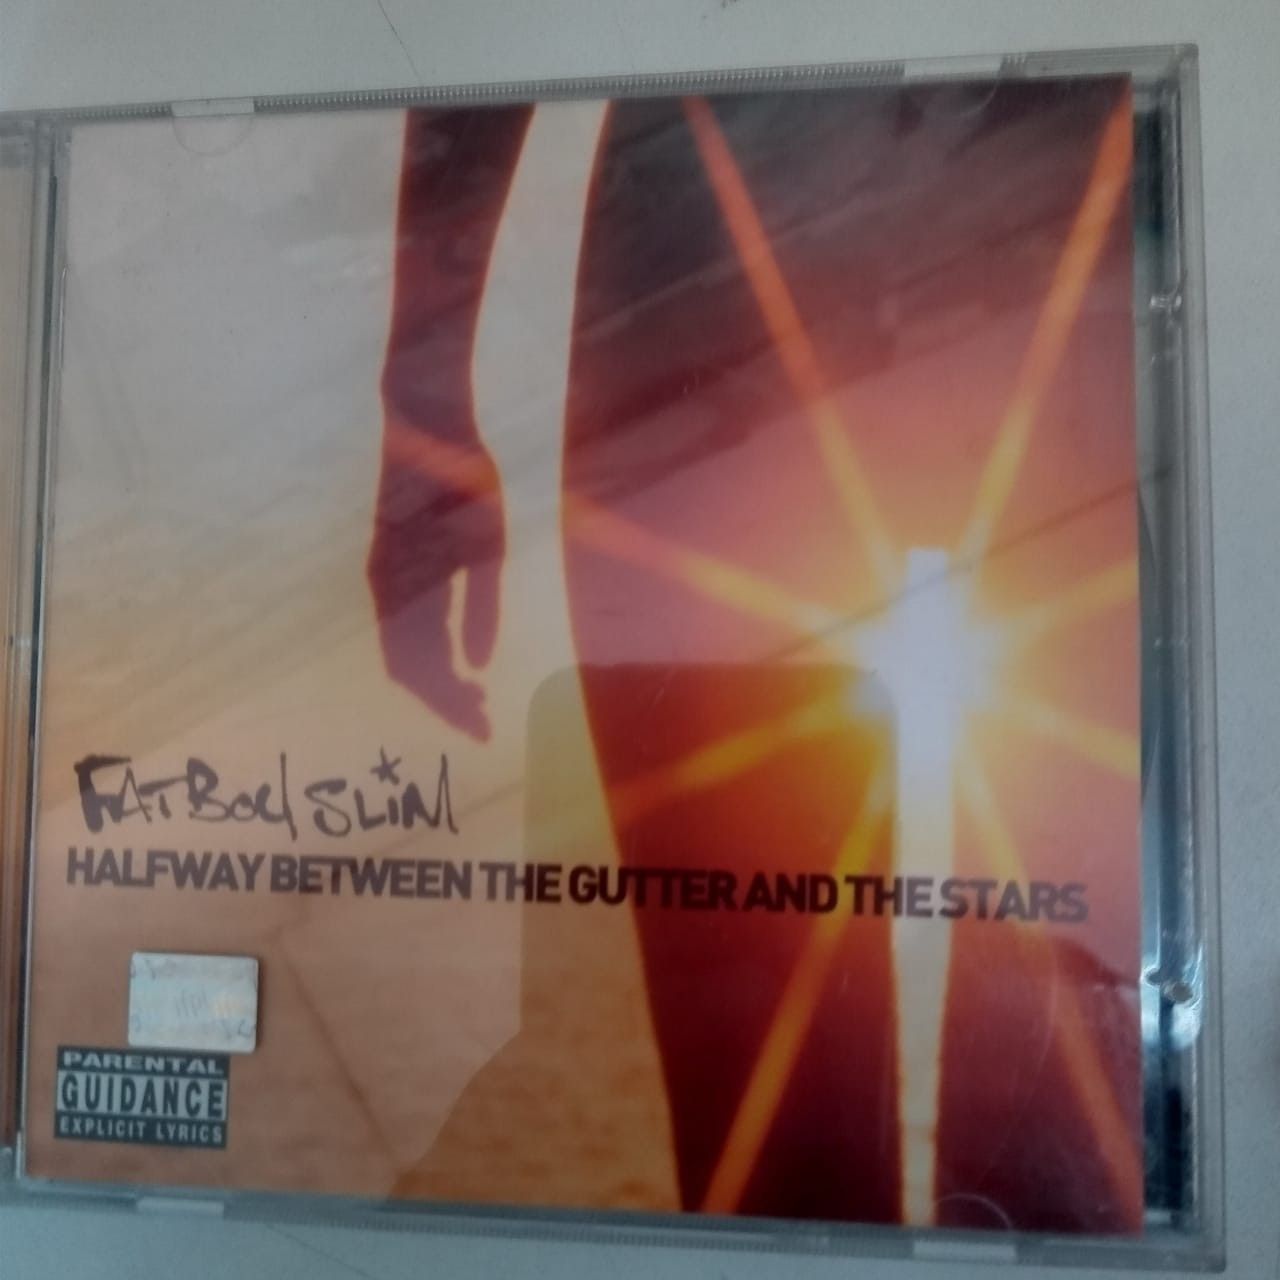 FATBOY SLIM
HALFWAY BETWEEN THE GUTTER AND THE STARS
PARENTAL
GUIDANCE
EXPLICIT LYRICS